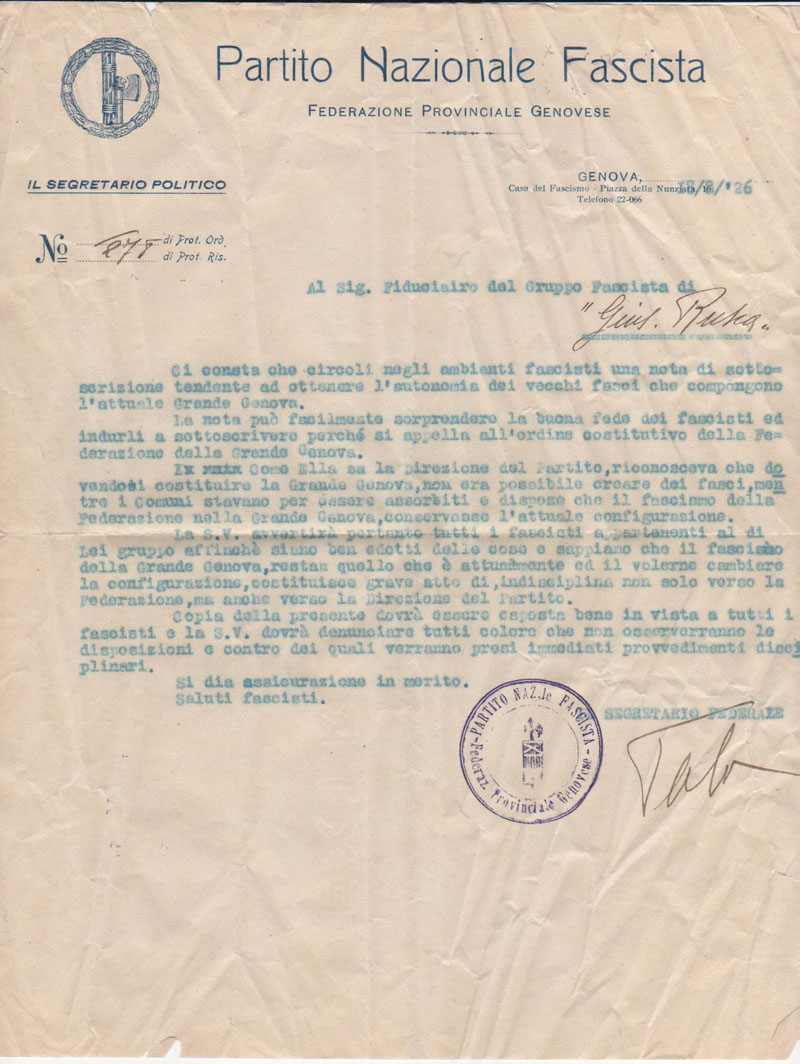 Partito Nazionale Fascista
FEDERAZIONE PROVINCIALE GENOVESE
IL SEGRETARIO POLITICO
GENOVA, /'26
Casa del Fascismo - Piazza della Nunziata, 16
Telefono 22-066
No di Prot. Ord.
di Prot. Ris.
Al Sig. Fiduciairo del Gruppo Fascista di
"Giul.
Ci consta che circoli negli ambienti fascisti una nota di sotto=
scrizione tendente ad ottenere l'autonomia dei vecchi fasci che compongono
l'attuale Grande Genova.
La nota può facilmente sorprendere la buona fede dei fascisti ed
indurli a sottoscrivere perché si appella all'ordine costitutivo della Fe=
derazione della Grande Genova.
Come Ella sa la Direzione del Partito,riconosceva che do
vendosi costituire la Grande Genova,non era possibile creare dei fasci,men
tre i Comuni stavano per essere assorbiti e dispose che il fascismo della
Federazione nella Grande Genova,conservasse l'attuale configurazione.
La S.V. avvertirà pertanto tutti i fascisti appartenenti al di
Lei gruppo affinchè siano ben edotti delle cose e sappiano che il fascismo
della Grande Genova,restan quello che è attualmente ed il volerne cambiare
la configurazione,costituisce grave atto di,indisciplina non solo verso la
Federazione,ma anche verso la Direzione del Partito.
Copia della presente dovrà essere esposta bene in vista a tutti i
fascisti e la S.V. dovrà denunciare tutti coloro che non osserverranno le
disposizioni e contro dei quali verranno presi immediati provvedimenti disci
plinari.
Si dia assicurazione in merito.
Saluti fascisti.
SEGRETARIO FEDERALE
PARTITO NAZ.le FASCISTA
Federaz. Provinciale Genovese